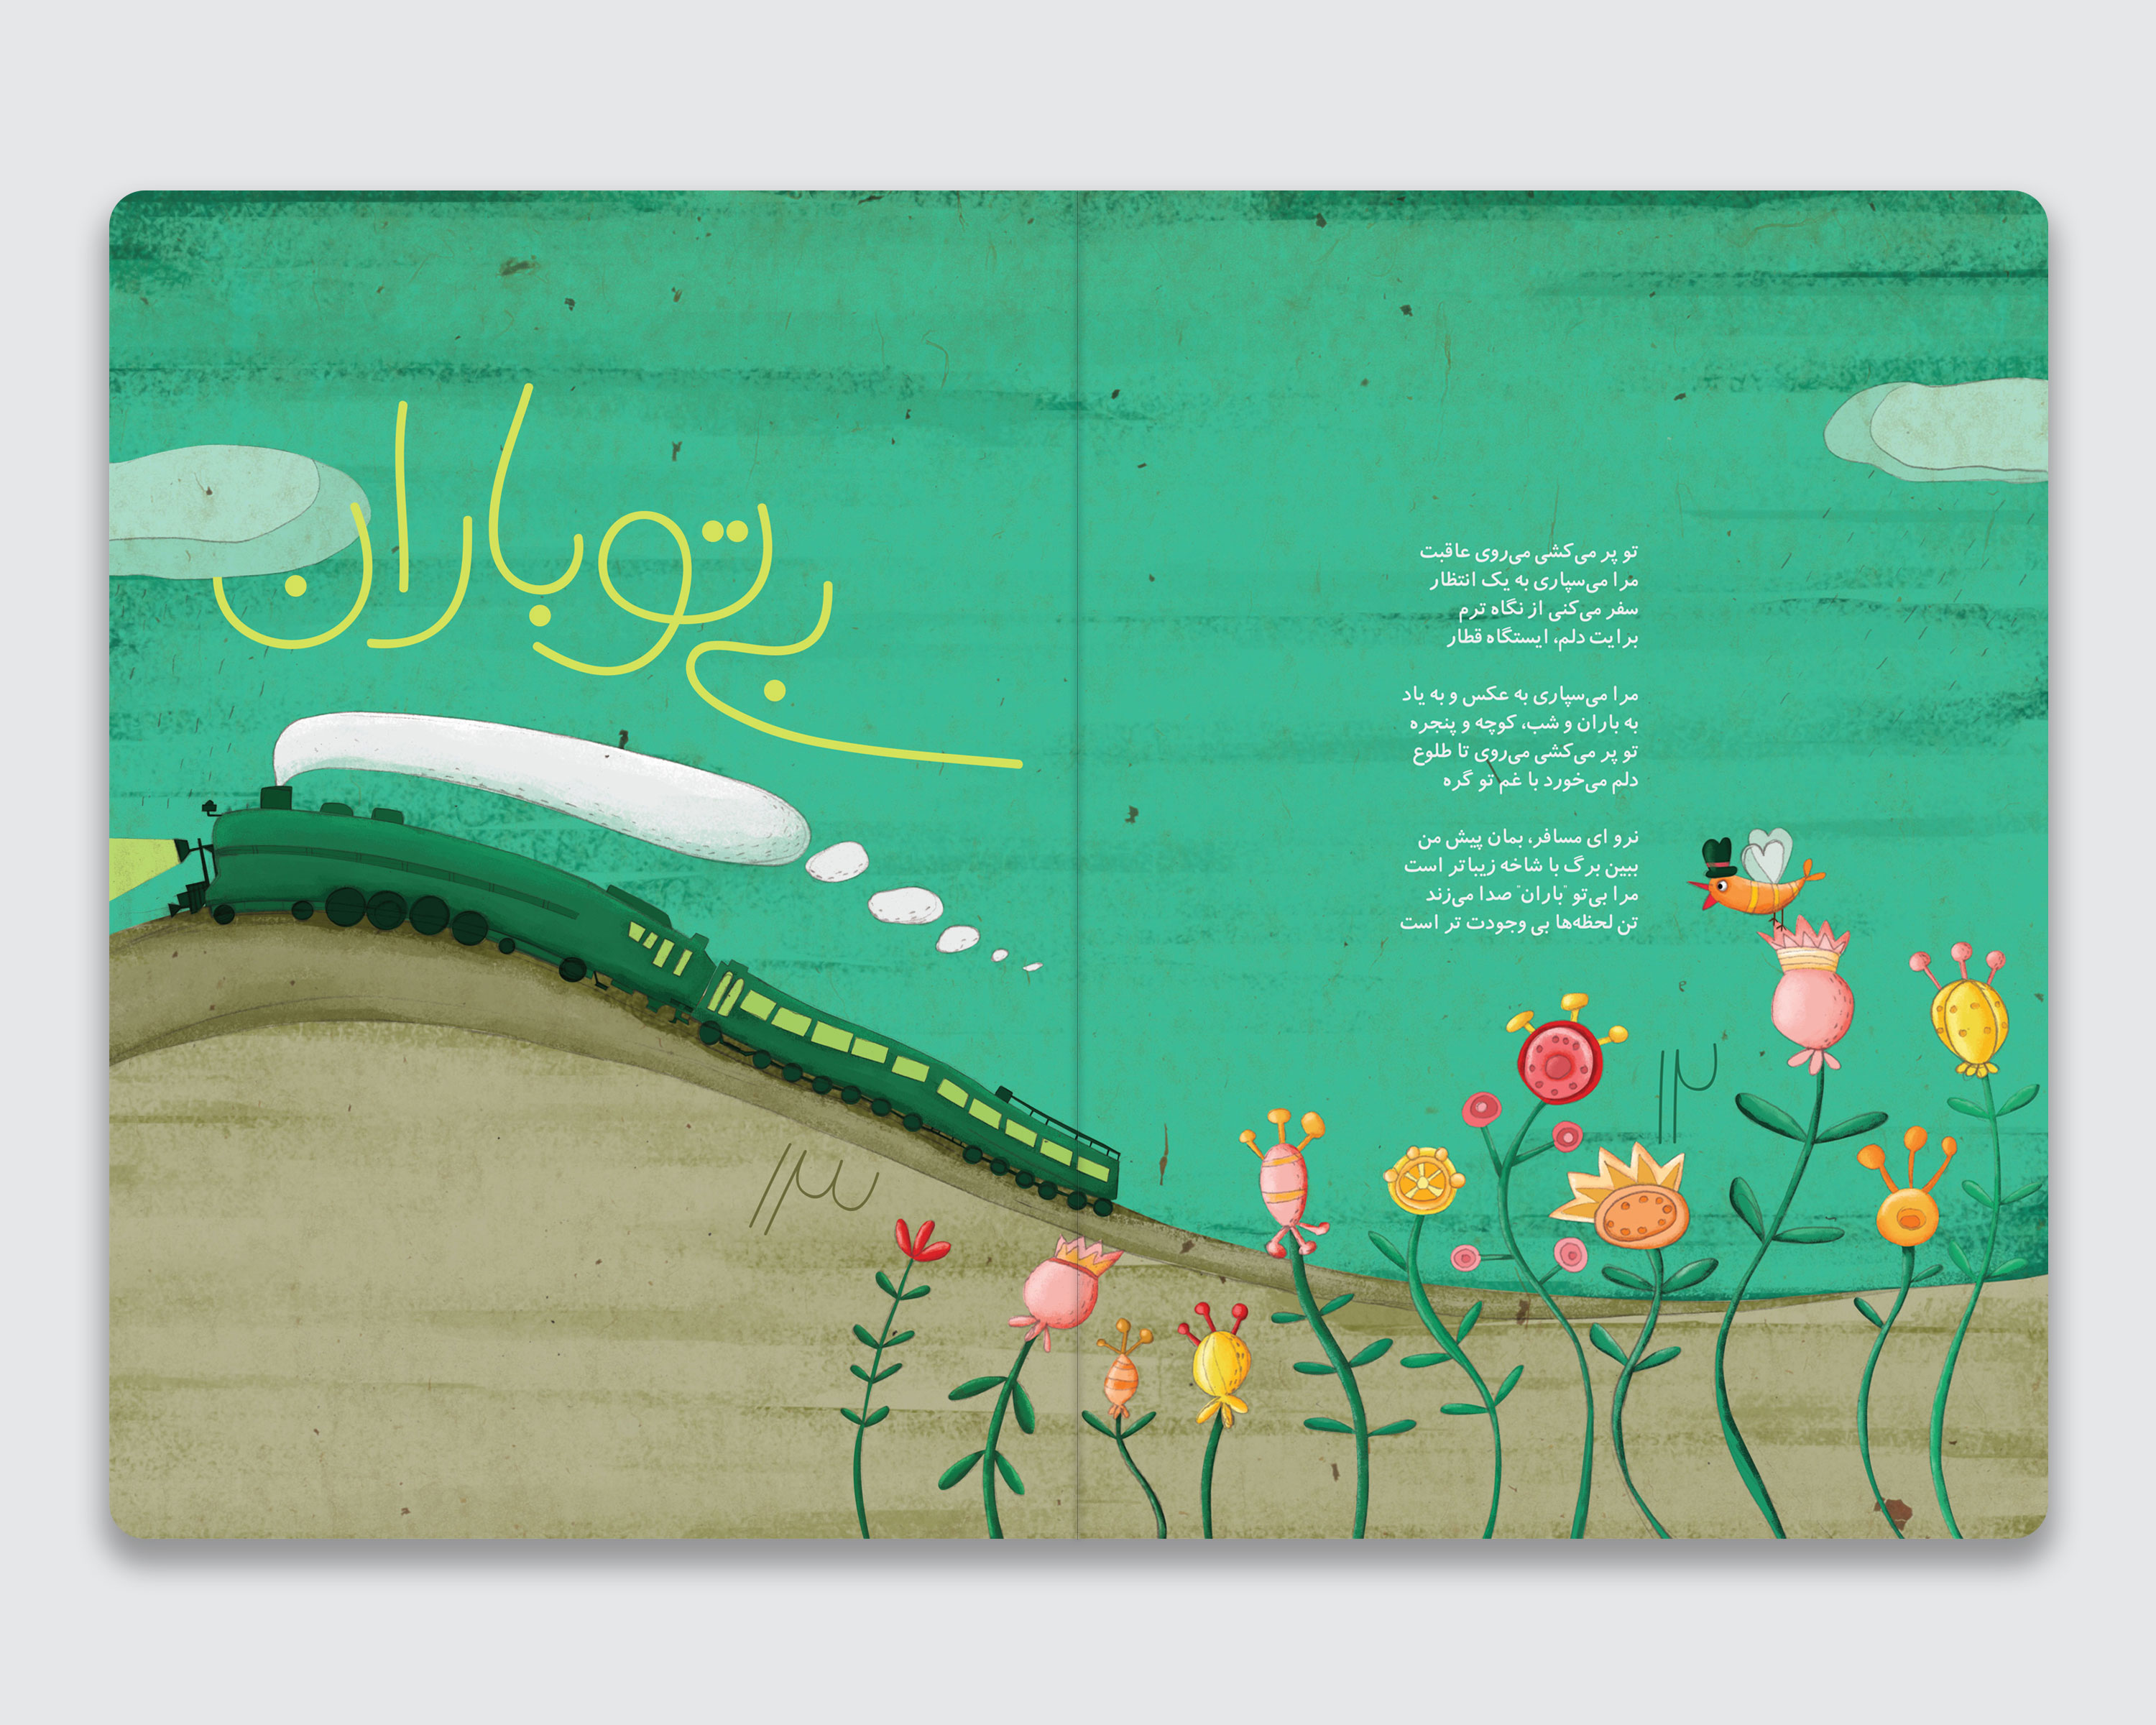 بی‌تو باران
تو پر می‌کشی می‌روی عاقبت
مرا می‌سپاری به یک انتظار
سفر می‌کنی از نگاه ترم
برایت دلم، ایستگاه قطار
مرا می‌سپاری به عکس و به یاد
به باران و شب، کوچه و پنجره
تو پر می‌کشی می‌روی تا طلوع
دلم می‌خورد با غم تو گره
نرو ای مسافر، بمان پیش من
ببین برگ با شاخه زیباتر است
مرا بی‌تو "باران" صدا می‌زند
تن لحظه‌ها بی وجودت تر است
۱۲
۱۳